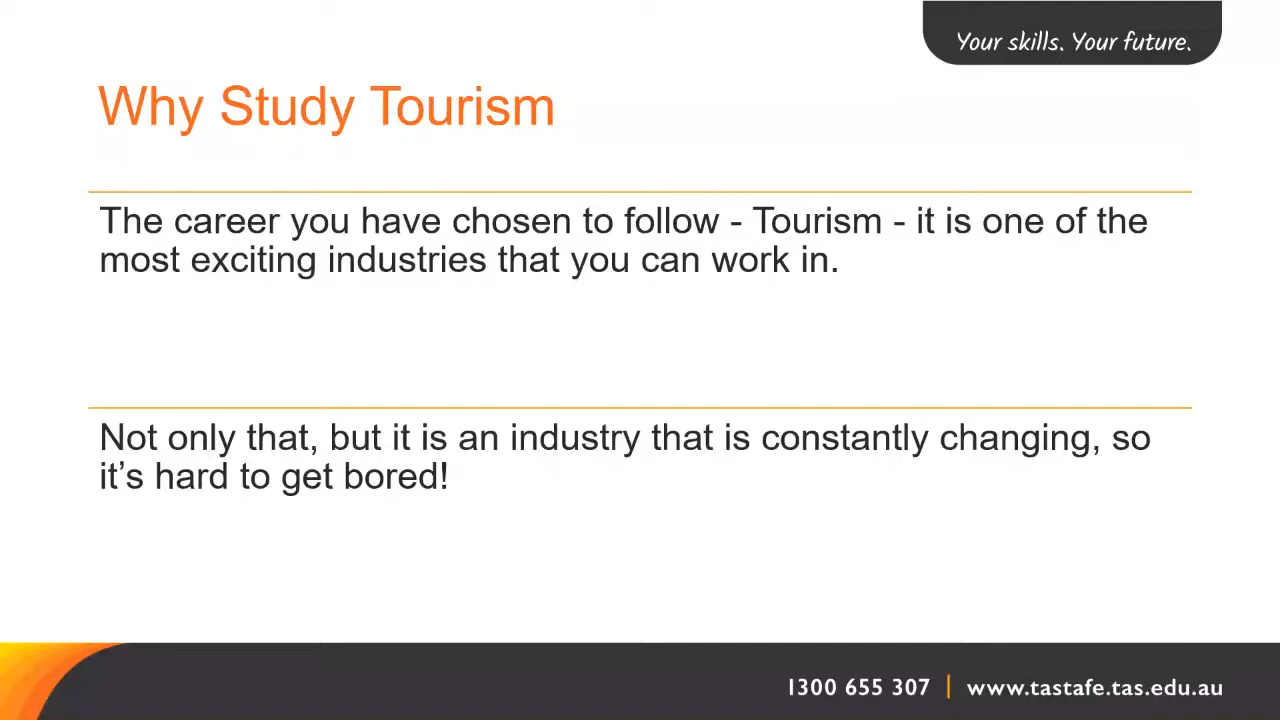 Your skills. Your future.
Why Study Tourism
The career you have chosen to follow - Tourism - it is one of the
most exciting industries that you can work in.
Not only that, but it is an industry that is constantly changing, so
it’s hard to get bored!
1300 655 307 | www.tastafe.tas.edu.au